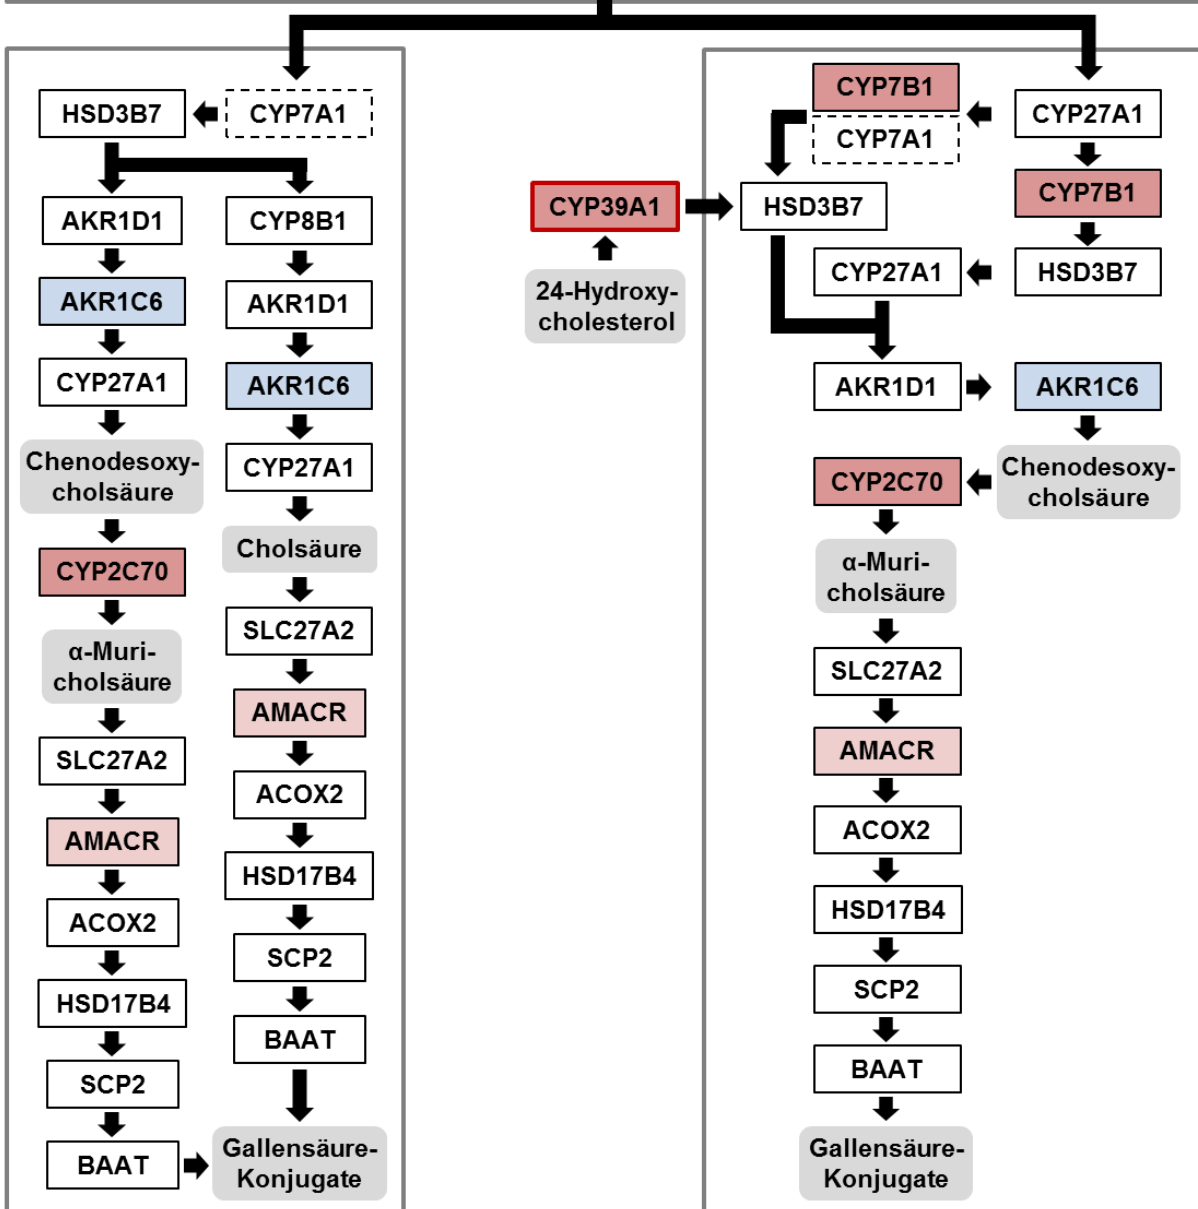 HSD3B7
CYP7A1
AKR1D1
AKR1C6
CYP27A1
Chenodesoxy-
cholsäure
CYP2C70
α-Muri-
cholsäure
SLC27A2
AMACR
ACOX2
HSD17B4
SCP2
BAAT
CYP8B1
AKR1D1
AKR1C6
CYP27A1
Cholsäure
SLC27A2
AMACR
ACOX2
HSD17B4
SCP2
BAAT
Gallensäure-
Konjugate
CYP39A1
24-Hydroxy-
cholesterol
CYP7B1
CYP7A1
CYP27A1
CYP7B1
HSD3B7
HSD3B7
CYP27A1
AKR1D1
AKR1C6
Chenodesoxy-
cholsäure
CYP2C70
α-Muri-
cholsäure
SLC27A2
AMACR
ACOX2
HSD17B4
SCP2
BAAT
Gallensäure-
Konjugate